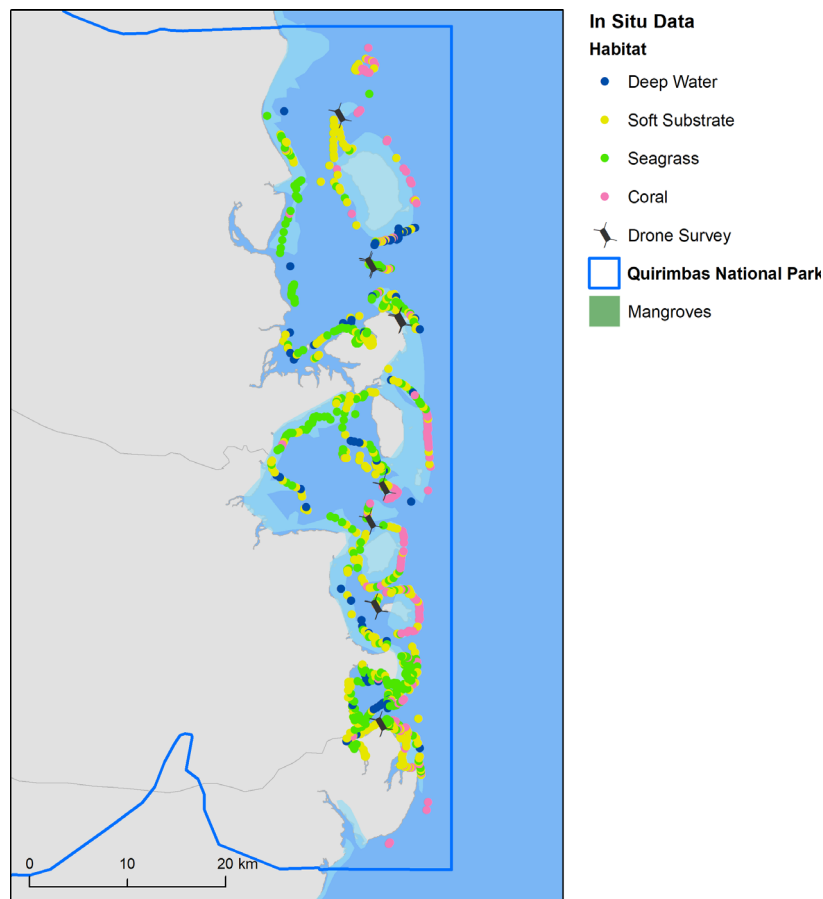 In Situ Data
Habitat
Deep Water
Soft Substrate
Seagrass
Coral
Drone Survey
Quirimbas National Park
Mangroves
0 10 20 km